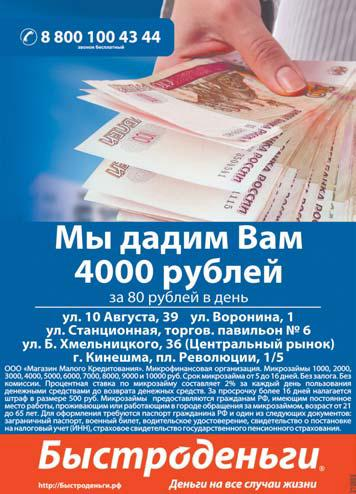 8 800 100 43 44
звонок бесплатный
Мы дадим Вам
4000 рублей
за 80 рублей в день
ул. 10 Августа, 39 ул. Воронина, 1
ул. Станционная, торгов. павильон № 6
ул. Б. Хмельницкого, 36 (Центральный рынок)
г. Кинешма, пл. Революции, 1/5
ООО «Магазин Малого Кредитования». Микрофинансовая организация. Микрозаймы 1000, 2000,
3000, 4000, 5000, 6000, 7000, 8000, 9000 и 10000 руб. Срок микрозайма от 5 до 16 дней. Без залога. Без
комиссии. Процентная ставка по микрозайму составляет 2% за каждый день пользования
денежными средствами до возврата денежных средств. За просрочку более 16 дней налагается
штраф в размере 500 руб. Микрозаймы предоставляются гражданам РФ, имеющим постоянное
место работы, проживающим или работающим в городе обращения за микрозаймом, возраст от 21
до 65 лет. Для оформления требуются паспорт гражданина РФ и один из следующих документов:
заграничный паспорт, военный билет, водительское удостоверение, свидетельство о постановке
на налоговый учет (ИНН), страховое свидетельство государственного пенсионного страхования.
Быстроденьги
http://Быстроденьги.рф Деньги на все случаи жизни